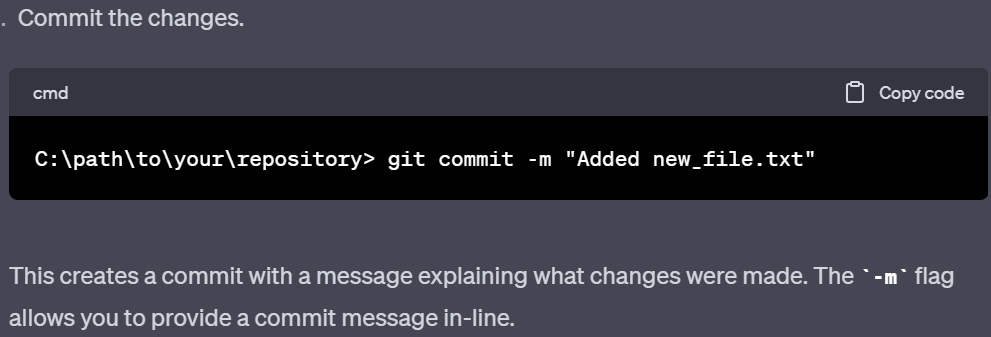 . Commit the changes.
cmd Copy code
C:\path\to\your\repository> git commit -m "Added new_file.txt"
This creates a commit with a message explaining what changes were made. The `-m` flag
allows you to provide a commit message in-line.